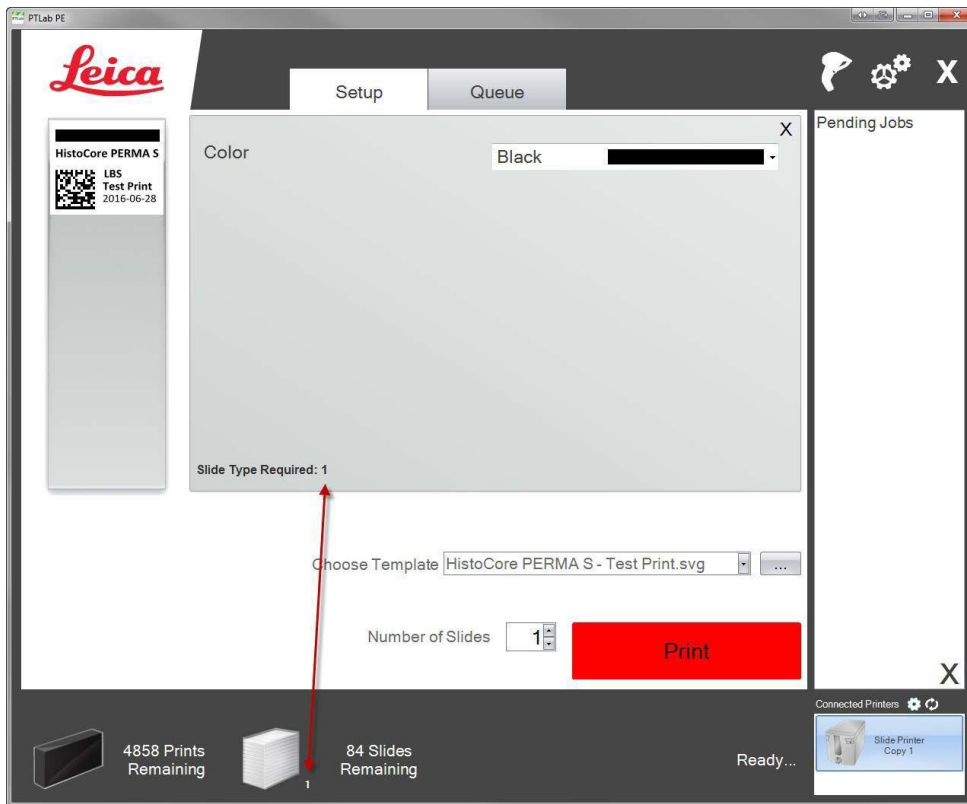 PTLab PE
Leica
Setup
Queue
X
HistoCore PERMA S
LBS
Test Print
2016-06-28
X
Color
Black
Slide Type Required: 1
Choose Template
HistoCore PERMA S - Test Print.svg
...
Number of Slides
1
Print
Pending Jobs
X
4858 Prints
Remaining
1
84 Slides
Remaining
Ready...
Connected Printers
Slide Printer
Copy 1